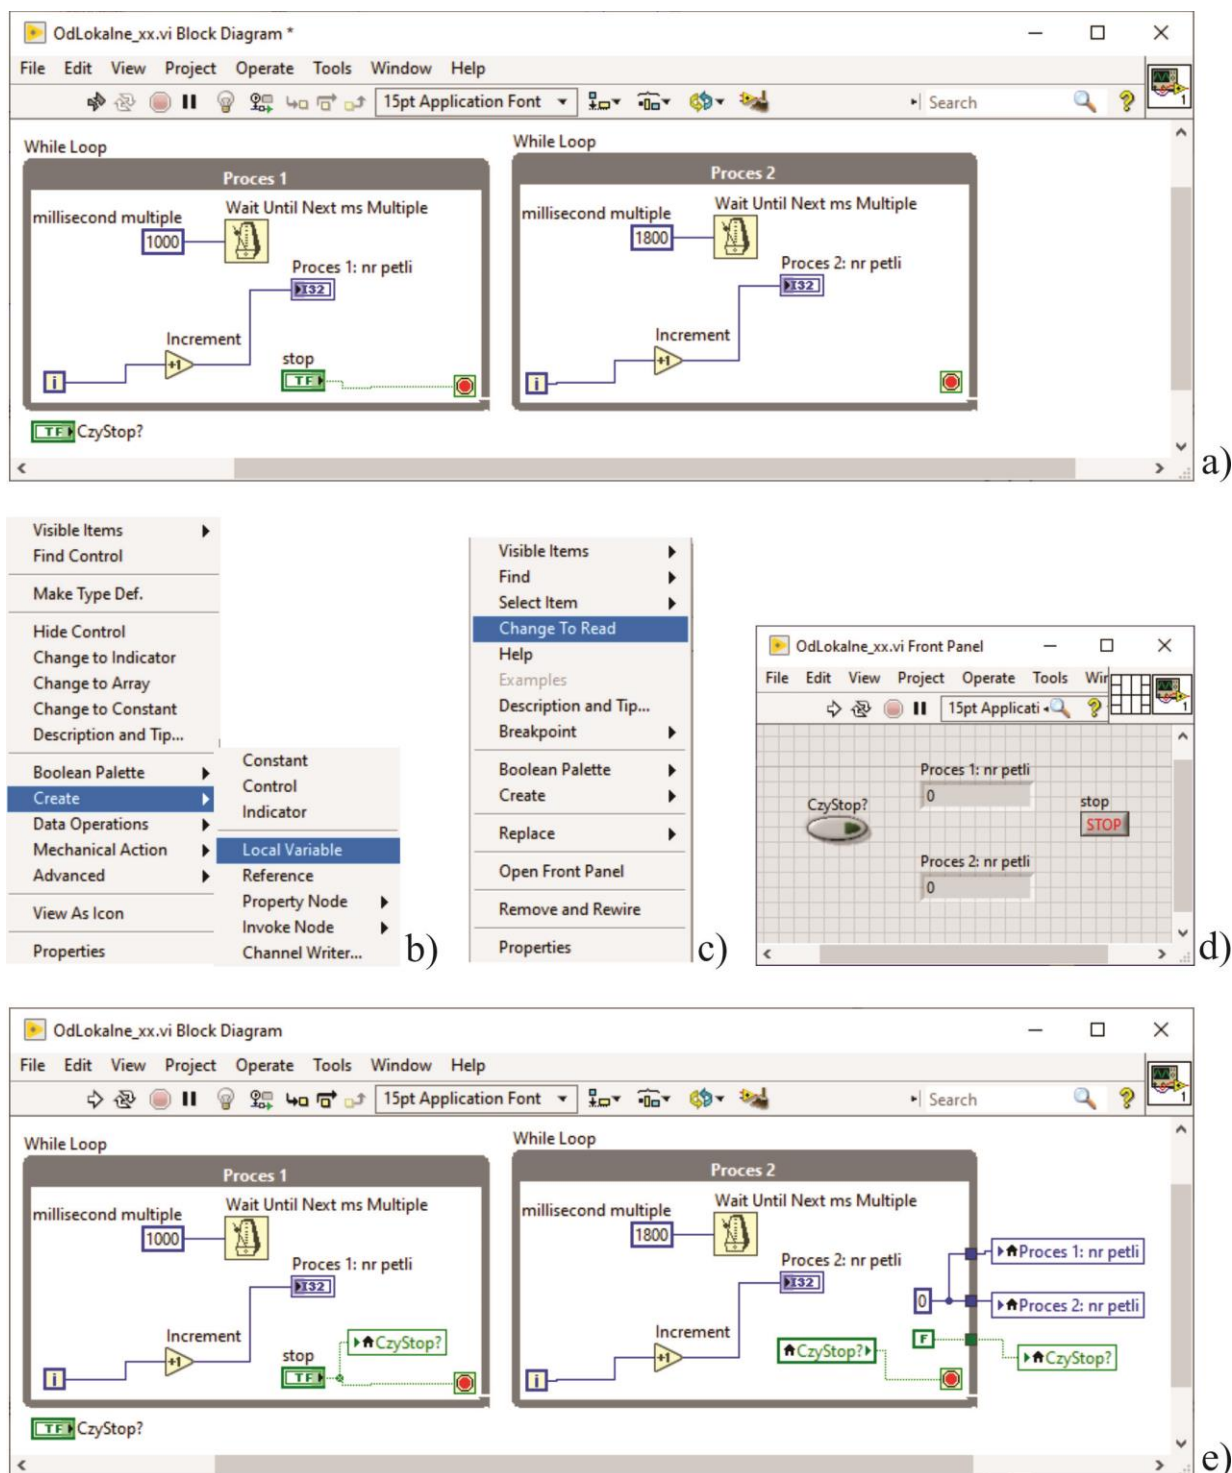 OdLokalne_xx.vi Block Diagram *
File Edit View Project Operate Tools Window Help
15pt Application Font
Search
1
While Loop
Proces 1
millisecond multiple
Wait Until Next ms Multiple
1000
Proces 1: nr petli
I32
Increment
+1
stop
i
TF
TF CzyStop?
While Loop
Proces 2
millisecond multiple
Wait Until Next ms Multiple
1800
Proces 2: nr petli
I32
Increment
+1
i
a)
Visible Items
Find Control
Make Type Def.
Hide Control
Change to Indicator
Change to Array
Change to Constant
Description and Tip...
Boolean Palette
Create
Data Operations
Mechanical Action
Advanced
View As Icon
Properties
Constant
Control
Indicator
Local Variable
Reference
Property Node
Invoke Node
Channel Writer...
b)
Visible Items
Find
Select Item
Change To Read
Help
Examples
Description and Tip...
Breakpoint
Boolean Palette
Create
Replace
Open Front Panel
Remove and Rewire
Properties
c)
OdLokalne_xx.vi Front Panel
File Edit View Project Operate Tools Wir
15pt Applicati
1
Proces 1: nr petli
0
CzyStop?
stop
STOP
Proces 2: nr petli
0
d)
OdLokalne_xx.vi Block Diagram
File Edit View Project Operate Tools Window Help
15pt Application Font
Search
1
While Loop
Proces 1
millisecond multiple
Wait Until Next ms Multiple
1000
Proces 1: nr petli
I32
Increment
+1
stop
CzyStop?
i
TF
TF CzyStop?
While Loop
Proces 2
millisecond multiple
Wait Until Next ms Multiple
1800
Proces 2: nr petli
I32
Increment
+1
i
CzyStop?
0
F
Proces 1: nr petli
Proces 2: nr petli
CzyStop?
e)